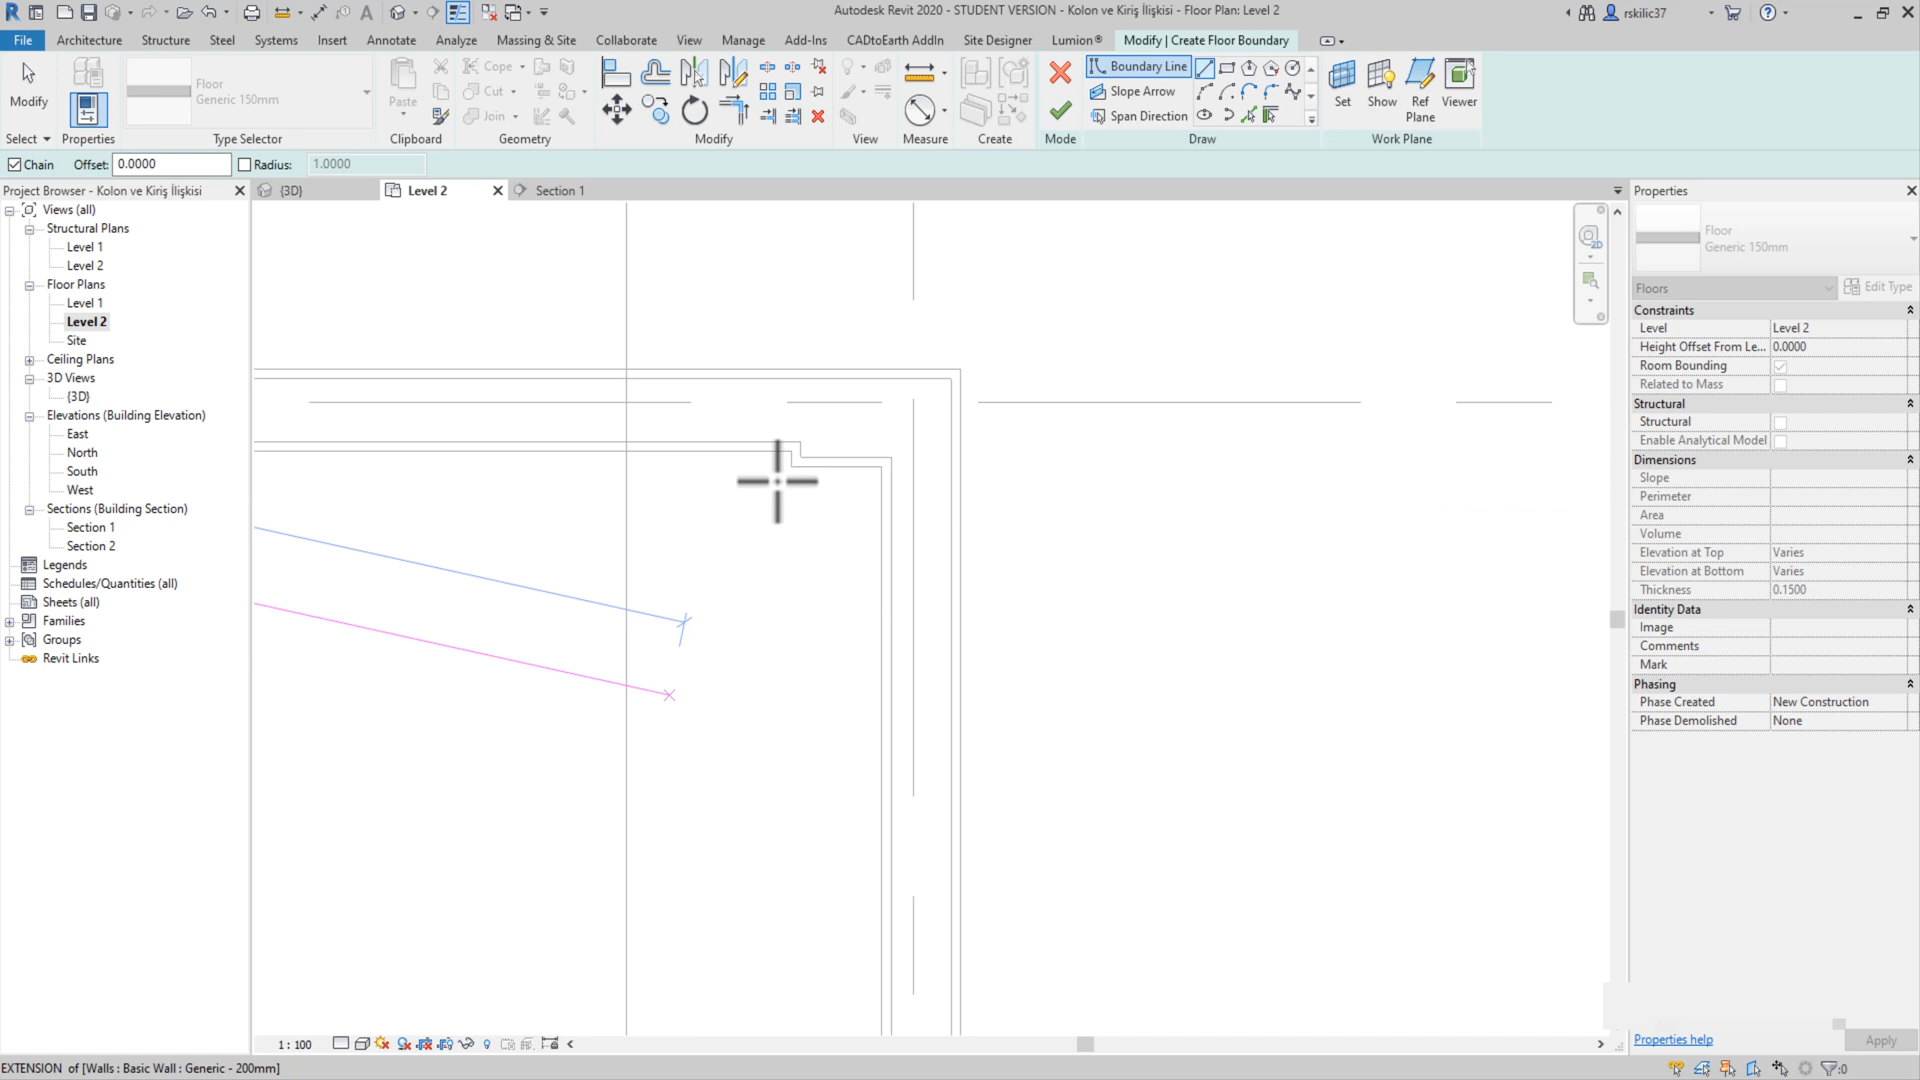 Autodesk Revit 2020 - STUDENT VERSION - Kolon ve Kiriş İlişkisi - Floor Plan: Level 2
rskilic37
File
Architecture
Structure
Steel
Systems
Insert
Annotate
Analyze
Massing & Site
Collaborate
View
Manage
Add-Ins
CADtoEarth AddIn
Site Designer
Lumion®
Modify | Create Floor Boundary
Modify
Floor
Generic 150mm
Paste
Cope
Cut
Join
Boundary Line
Slope Arrow
Span Direction
Set
Show
Ref
Plane
Viewer
Select
Properties
Type Selector
Clipboard
Geometry
Modify
View
Measure
Create
Mode
Draw
Work Plane
Chain
Offset:
0.0000
Radius:
1.0000
Project Browser - Kolon ve Kiriş İlişkisi
{3D}
Level 2
Section 1
Properties
Views (all)
Structural Plans
Level 1
Level 2
Floor Plans
Level 1
Level 2
Site
Ceiling Plans
3D Views
{3D}
Elevations (Building Elevation)
East
North
South
West
Sections (Building Section)
Section 1
Section 2
Legends
Schedules/Quantities (all)
Sheets (all)
Families
Groups
Revit Links
2D
Floor
Generic 150mm
Floors
Edit Type
Constraints
Level
Level 2
Height Offset From Le...
0.0000
Room Bounding
Related to Mass
Structural
Structural
Enable Analytical Model
Dimensions
Slope
Perimeter
Area
Volume
Elevation at Top
Varies
Elevation at Bottom
Varies
Thickness
0.1500
Identity Data
Image
Comments
Mark
Phasing
Phase Created
New Construction
Phase Demolished
None
1 : 100
Properties help
Apply
EXTENSION of [Walls : Basic Wall : Generic - 200mm]
:0